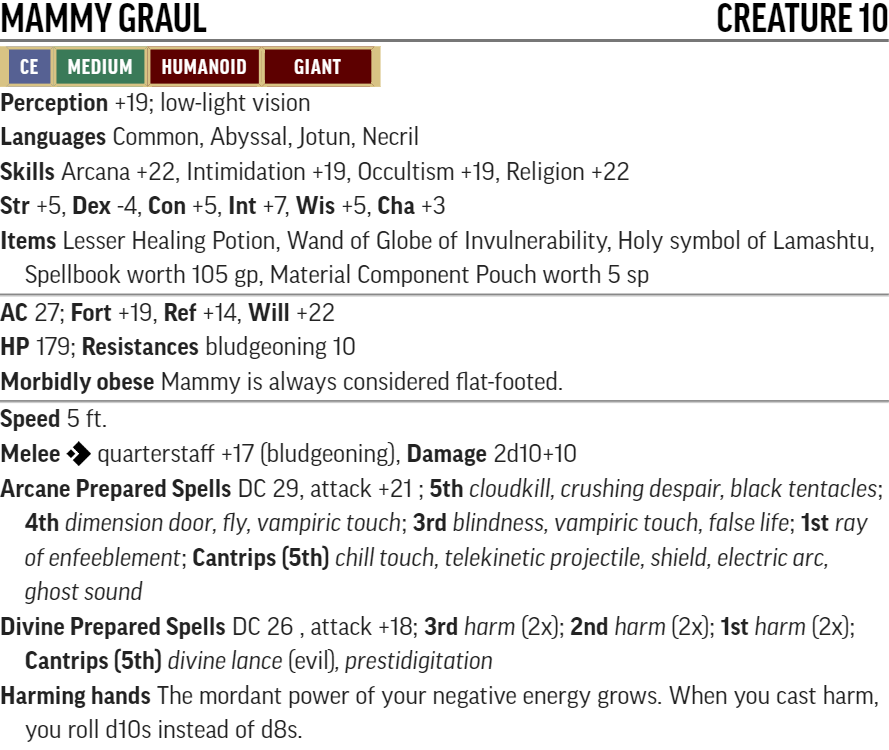 MAMMY GRAUL CREATURE 10
CE MEDIUM HUMANOID GIANT
Perception +19; low-light vision
Languages Common, Abyssal, Jotun, Necril
Skills Arcana +22, Intimidation +19, Occultism +19, Religion +22
Str +5, Dex -4, Con +5, Int +7, Wis +5, Cha +3
Items Lesser Healing Potion, Wand of Globe of Invulnerability, Holy symbol of Lamashtu,
Spellbook worth 105 gp, Material Component Pouch worth 5 sp
AC 27; Fort +19, Ref +14, Will +22
HP 179; Resistances bludgeoning 10
Morbidly obese Mammy is always considered flat-footed.
Speed 5 ft.
Melee quarterstaff +17 (bludgeoning), Damage 2d10+10
Arcane Prepared Spells DC 29, attack +21 ; 5th cloudkill, crushing despair, black tentacles;
4th dimension door, fly, vampiric touch; 3rd blindness, vampiric touch, false life; 1st ray
of enfeeblement; Cantrips (5th) chill touch, telekinetic projectile, shield, electric arc,
ghost sound
Divine Prepared Spells DC 26 , attack +18; 3rd harm (2x); 2nd harm (2x); 1st harm (2x);
Cantrips (5th) divine lance (evil), prestidigitation
Harming hands The mordant power of your negative energy grows. When you cast harm,
you roll d10s instead of d8s.